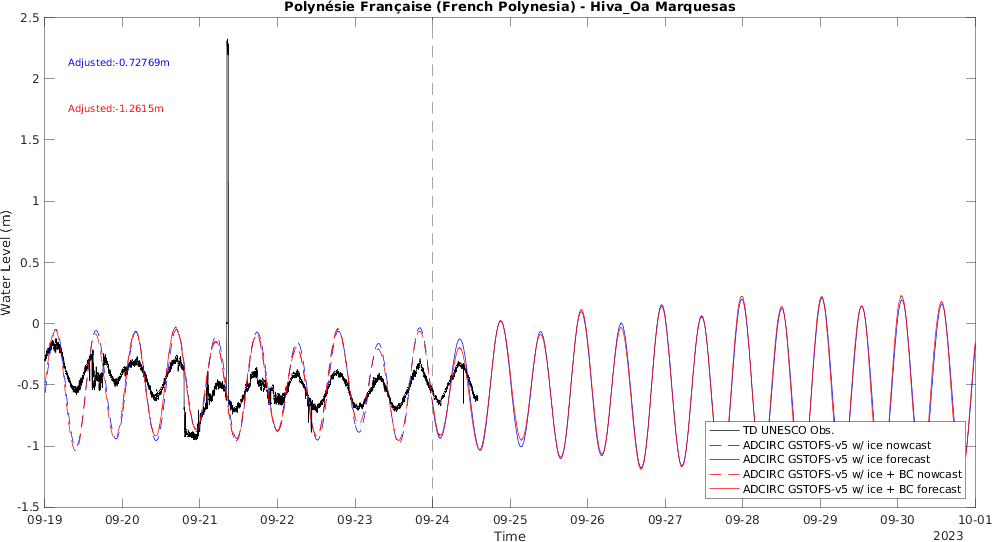 Polynésie Française (French Polynesia) - Hiva_Oa Marquesas
2.5
2
1.5
1
0.5
0
-0.5
-1
-1.5
Water Level (m)
Adjusted:-0.72769m
Adjusted:-1.2615m
TD UNESCO Obs.
ADCIRC GSTOFS-v5 w/ ice nowcast
ADCIRC GSTOFS-v5 w/ ice forecast
ADCIRC GSTOFS-v5 w/ ice + BC nowcast
ADCIRC GSTOFS-v5 w/ ice + BC forecast
09-19 09-20 09-21 09-22 09-23 09-24 09-25 09-26 09-27 09-28 09-29 09-30 10-01
Time
2023